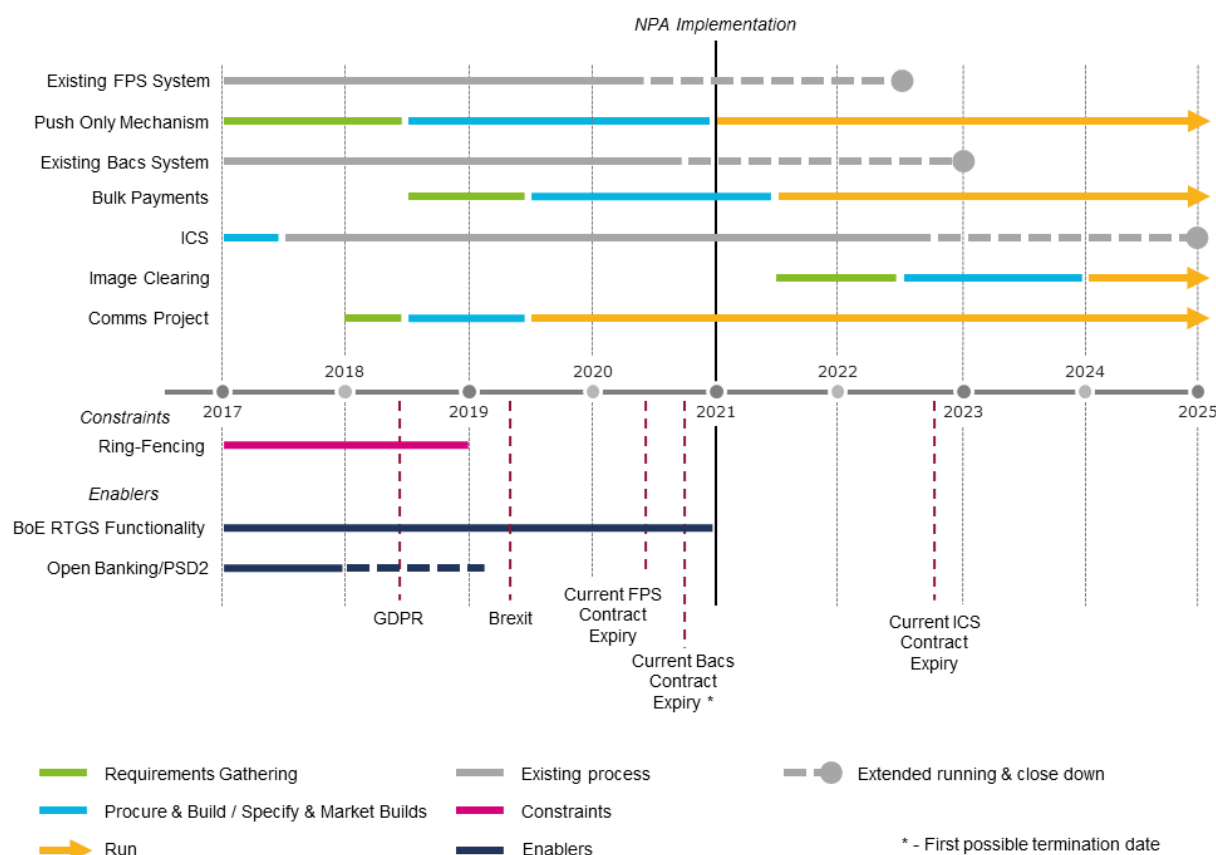 NPA Implementation
Existing FPS System
Push Only Mechanism
Existing Bacs System
Bulk Payments
ICS
Image Clearing
Comms Project
2018
2020
2022
2024
2017
2019
2021
2023
2025
Constraints
Ring-Fencing
Enablers
BoE RTGS Functionality
Open Banking/PSD2
GDPR
Brexit
Current FPS
Contract
Expiry
Current Bacs
Contract
Expiry *
Current ICS
Contract
Expiry
Requirements Gathering
Existing process
Extended running & close down
Procure & Build / Specify & Market Builds
Constraints
Run
Enablers
* - First possible termination date